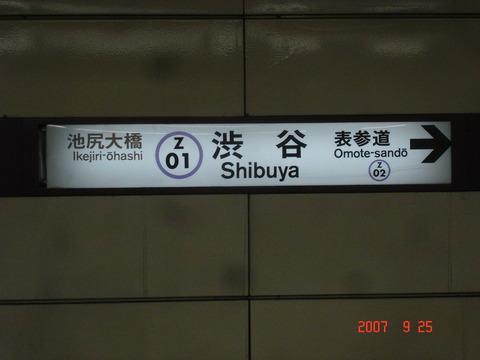 池尻大橋
Ikejiri-ōhashi
Z
01
渋谷
Shibuya
表参道
Omote-sandō
Z
02
2007 9 25